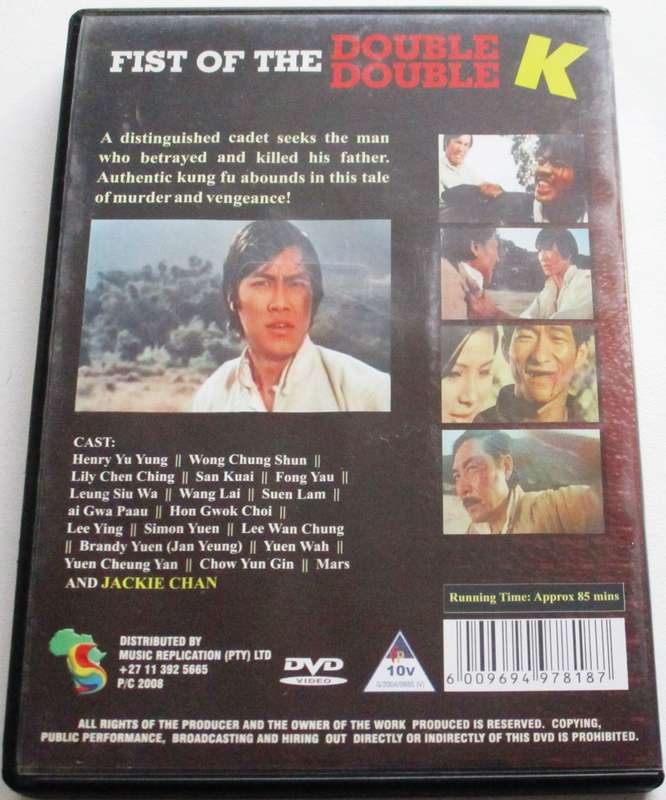 FIST OF THE DOUBLE DOUBLE K
A distinguished cadet seeks the man
who betrayed and killed his father.
Authentic kung fu abounds in this tale
of murder and vengeance!
CAST:
Henry Yu Yung || Wong Chung Shun ||
Lily Chen Ching || San Kuai || Fong Yau ||
Leung Siu Wa || Wang Lai || Suen Lam ||
ai Gwa Paau || Hon Gwok Choi ||
Lee Ying || Simon Yuen || Lee Wan Chung
|| Brandy Yuen (Jan Yeung) || Yuen Wah ||
Yuen Cheung Yan || Chow Yun Gin || Mars
AND JACKIE CHAN
Running Time: Approx 85 mins
DISTRIBUTED BY
MUSIC REPLICATION (PTY) LTD
+27 11 392 5665
P/C 2008
DVD
VIDEO
10v
6 009694 978187
ALL RIGHTS OF THE PRODUCER AND THE OWNER OF THE WORK PRODUCED IS RESERVED. COPYING,
PUBLIC PERFORMANCE, BROADCASTING AND HIRING OUT DIRECTLY OR INDIRECTLY OF THIS DVD IS PROHIBITED.